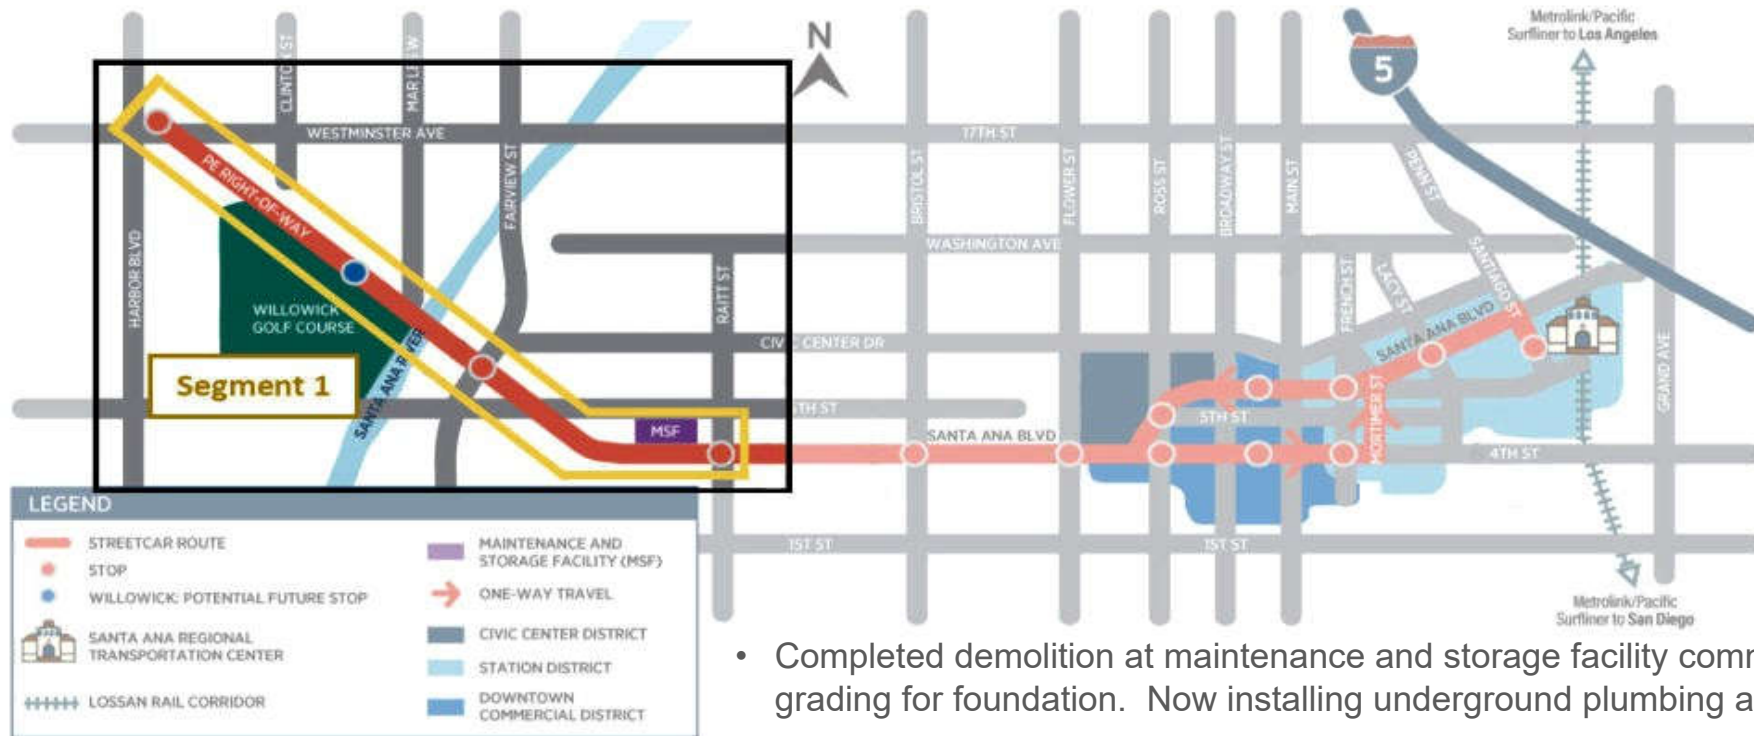 Metrolink/Pacific
Surfliner to Los Angeles
N
5
CLINTON ST
WESTMINSTER AVE
17TH ST
PE RIGHT-OF-WAY
FAIRVIEW ST
BRISTOL ST
FLOWER ST
ROSS ST
BROADWAY ST
MAIN ST
PENN ST
HARBOR BLVD
WASHINGTON AVE
SANTIAGO ST
LACY ST
FRENCH ST
RAITT ST
WILLOWICK
GOLF COURSE
SANTA ANA RIVER
CIVIC CENTER DR
SANTA ANA BLVD
GRAND AVE
Segment 1
5TH ST
MORTIMER ST
MSF
SANTA ANA BLVD
4TH ST
1ST ST
1ST ST
Metrolink/Pacific
Surfliner to San Diego
LEGEND
STREETCAR ROUTE
STOP
WILLOWICK: POTENTIAL FUTURE STOP
SANTA ANA REGIONAL
TRANSPORTATION CENTER
LOSSAN RAIL CORRIDOR
MAINTENANCE AND
STORAGE FACILITY (MSF)
ONE-WAY TRAVEL
CIVIC CENTER DISTRICT
STATION DISTRICT
DOWNTOWN
COMMERCIAL DISTRICT
• Completed demolition at maintenance and storage facility
grading for foundation. Now installing underground plumbing